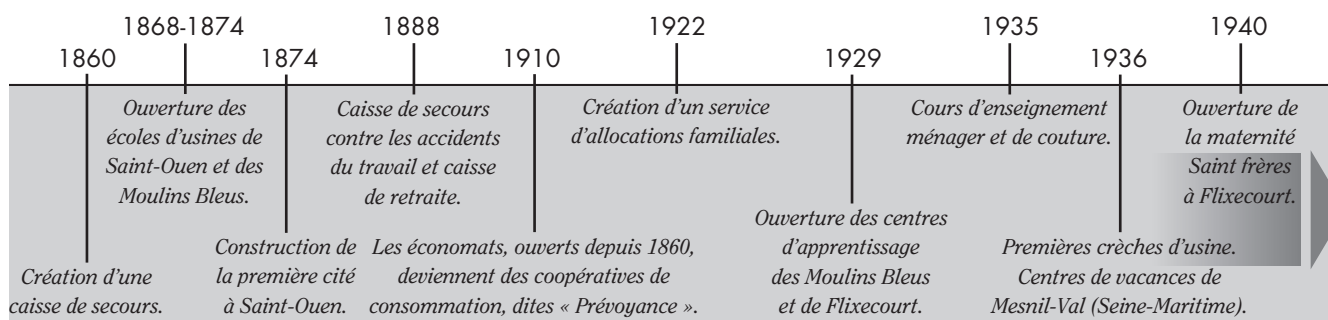 1860
Création d'une
caisse de secours.
1868-1874
Ouverture des
écoles d'usines de
Saint-Ouen et des
Moulins Bleus.
1874
Construction de
la première cité
à Saint-Ouen.
1888
Caisse de secours
contre les accidents
du travail et caisse
de retraite.
1910
Les économats, ouverts depuis 1860,
deviennent des coopératives de
consommation, dites « Prévoyance ».
1922
Création d'un service
d'allocations familiales.
1929
Ouverture des centres
d'apprentissage
des Moulins Bleus
et de Flixecourt.
1935
Cours d'enseignement
ménager et de couture.
1936
Premières crèches d'usine.
Centres de vacances de
Mesnil-Val (Seine-Maritime).
1940
Ouverture de
la maternité
Saint frères
à Flixecourt.